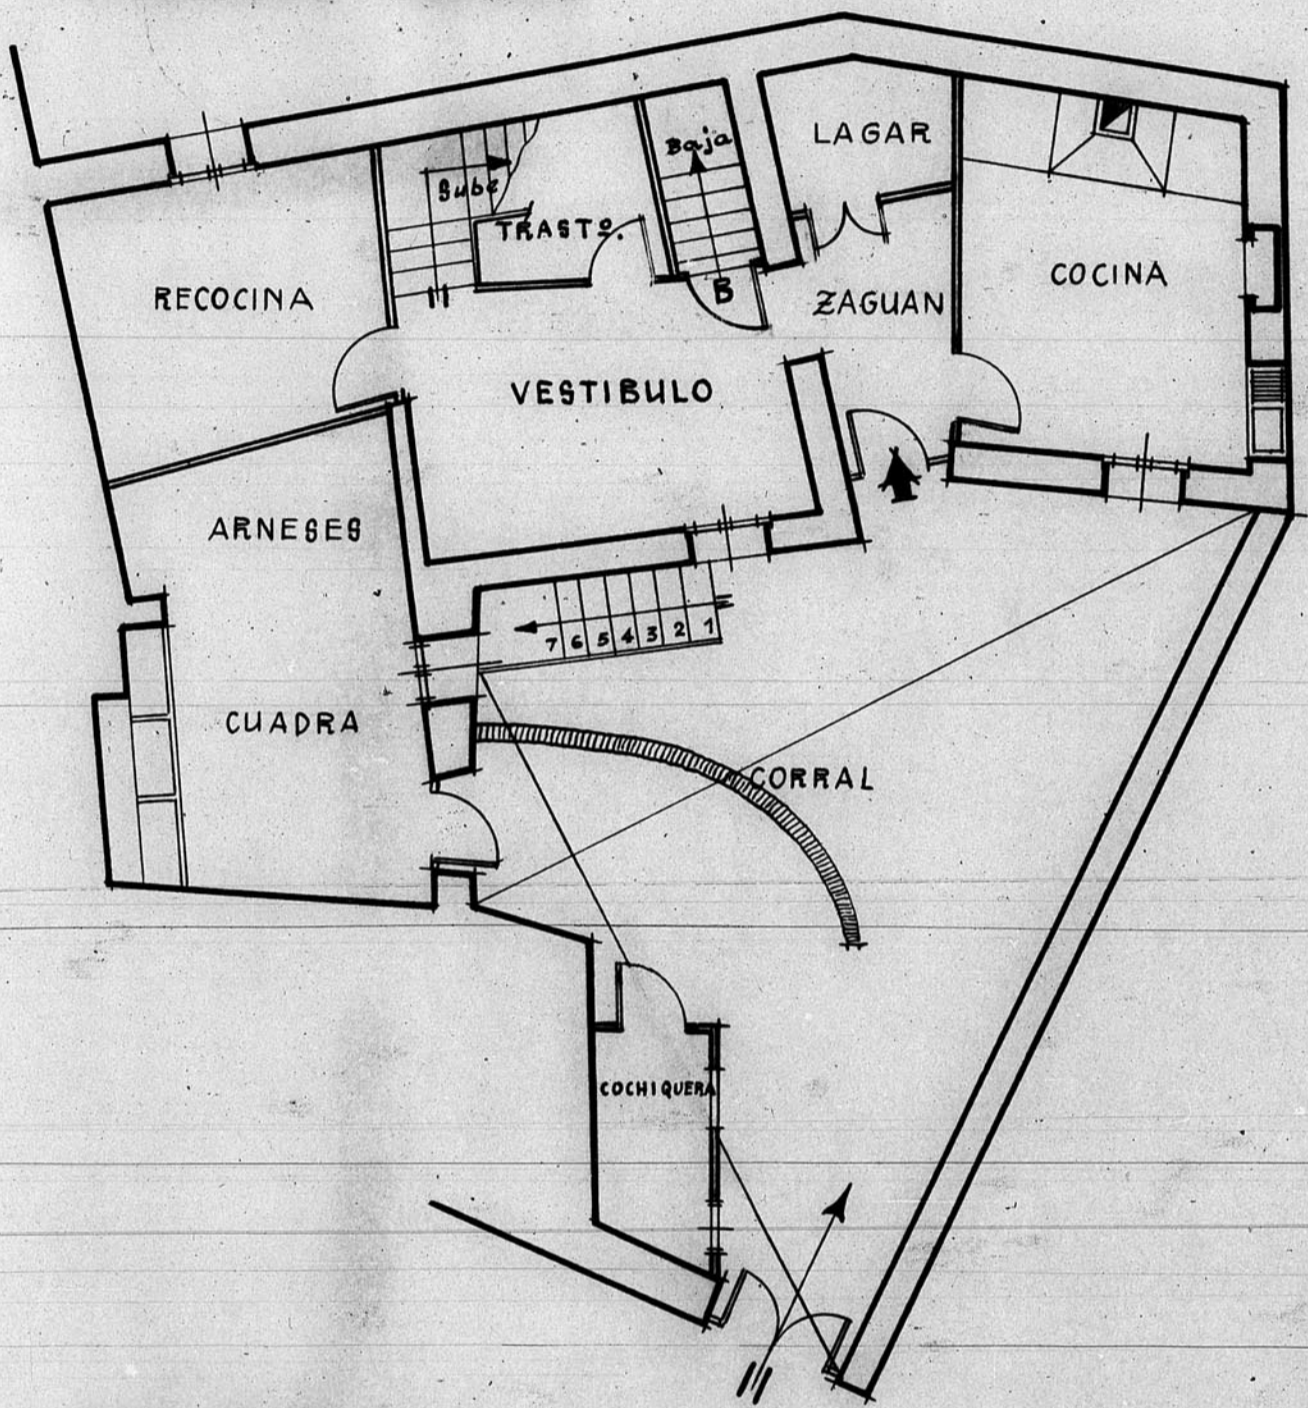 Baja
LAGAR
Sube
TRASTº.
RECOCINA
B
ZAGUAN
COCINA
VESTIBULO
ARNESES
7 6 5 4 3 2 1
CUADRA
CORRAL
COCHIQUERA